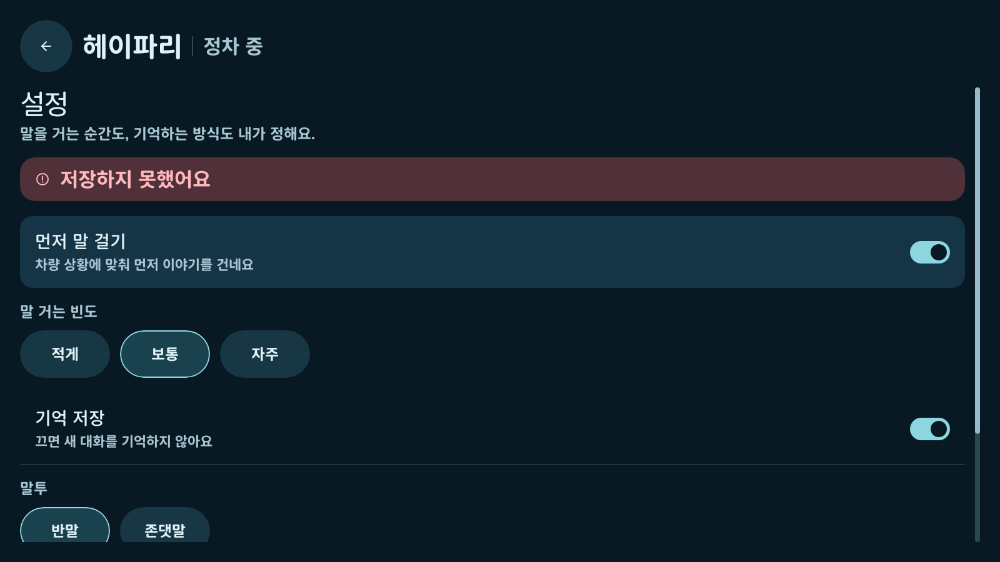 헤이파리
정차 중
설정
말을 거는 순간도, 기억하는 방식도 내가 정해요.
저장하지 못했어요
먼저 말 걸기
차량 상황에 맞춰 먼저 이야기를 건네요
말 거는 빈도
적게 보통 자주
기억 저장
끄면 새 대화를 기억하지 않아요
말투
반말 존댓말